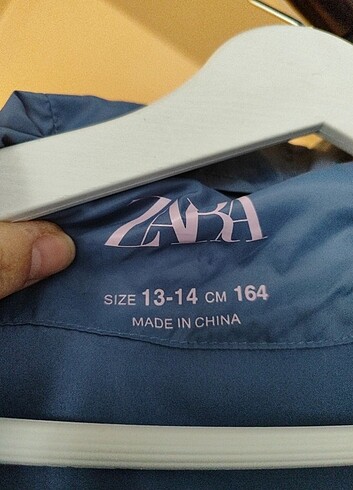 ZARA
SIZE 13-14 CM 164
MADE IN CHINA